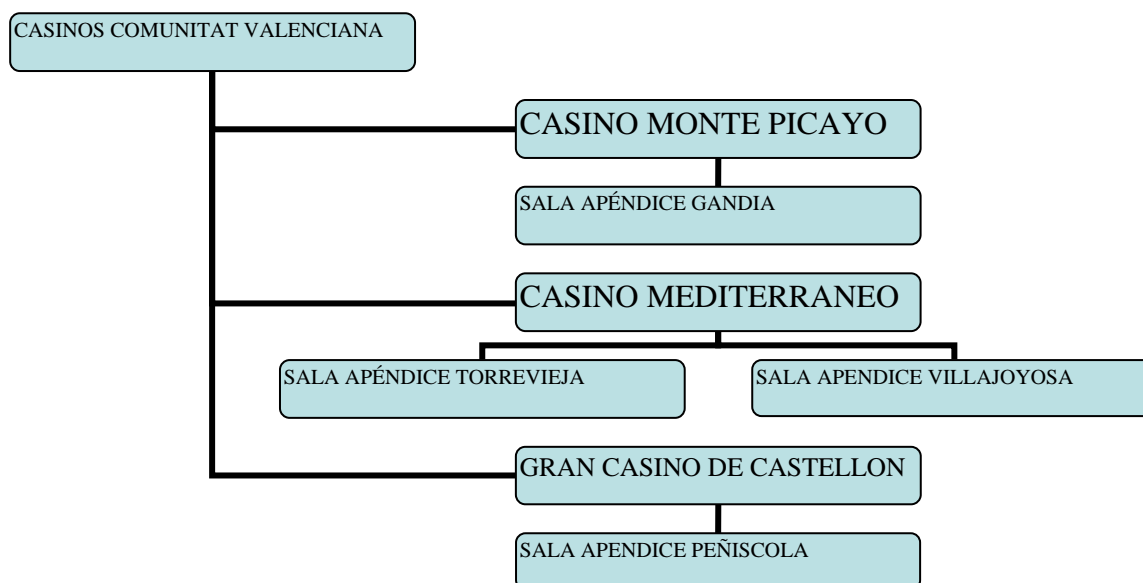 CASINOS COMUNITAT VALENCIANA
CASINO MONTE PICAYO
SALA APÉNDICE GANDIA
CASINO MEDITERRANEO
SALA APÉNDICE TORREVIEJA
SALA APENDICE VILLAJOYOSA
GRAN CASINO DE CASTELLON
SALA APENDICE PEÑISCOLA